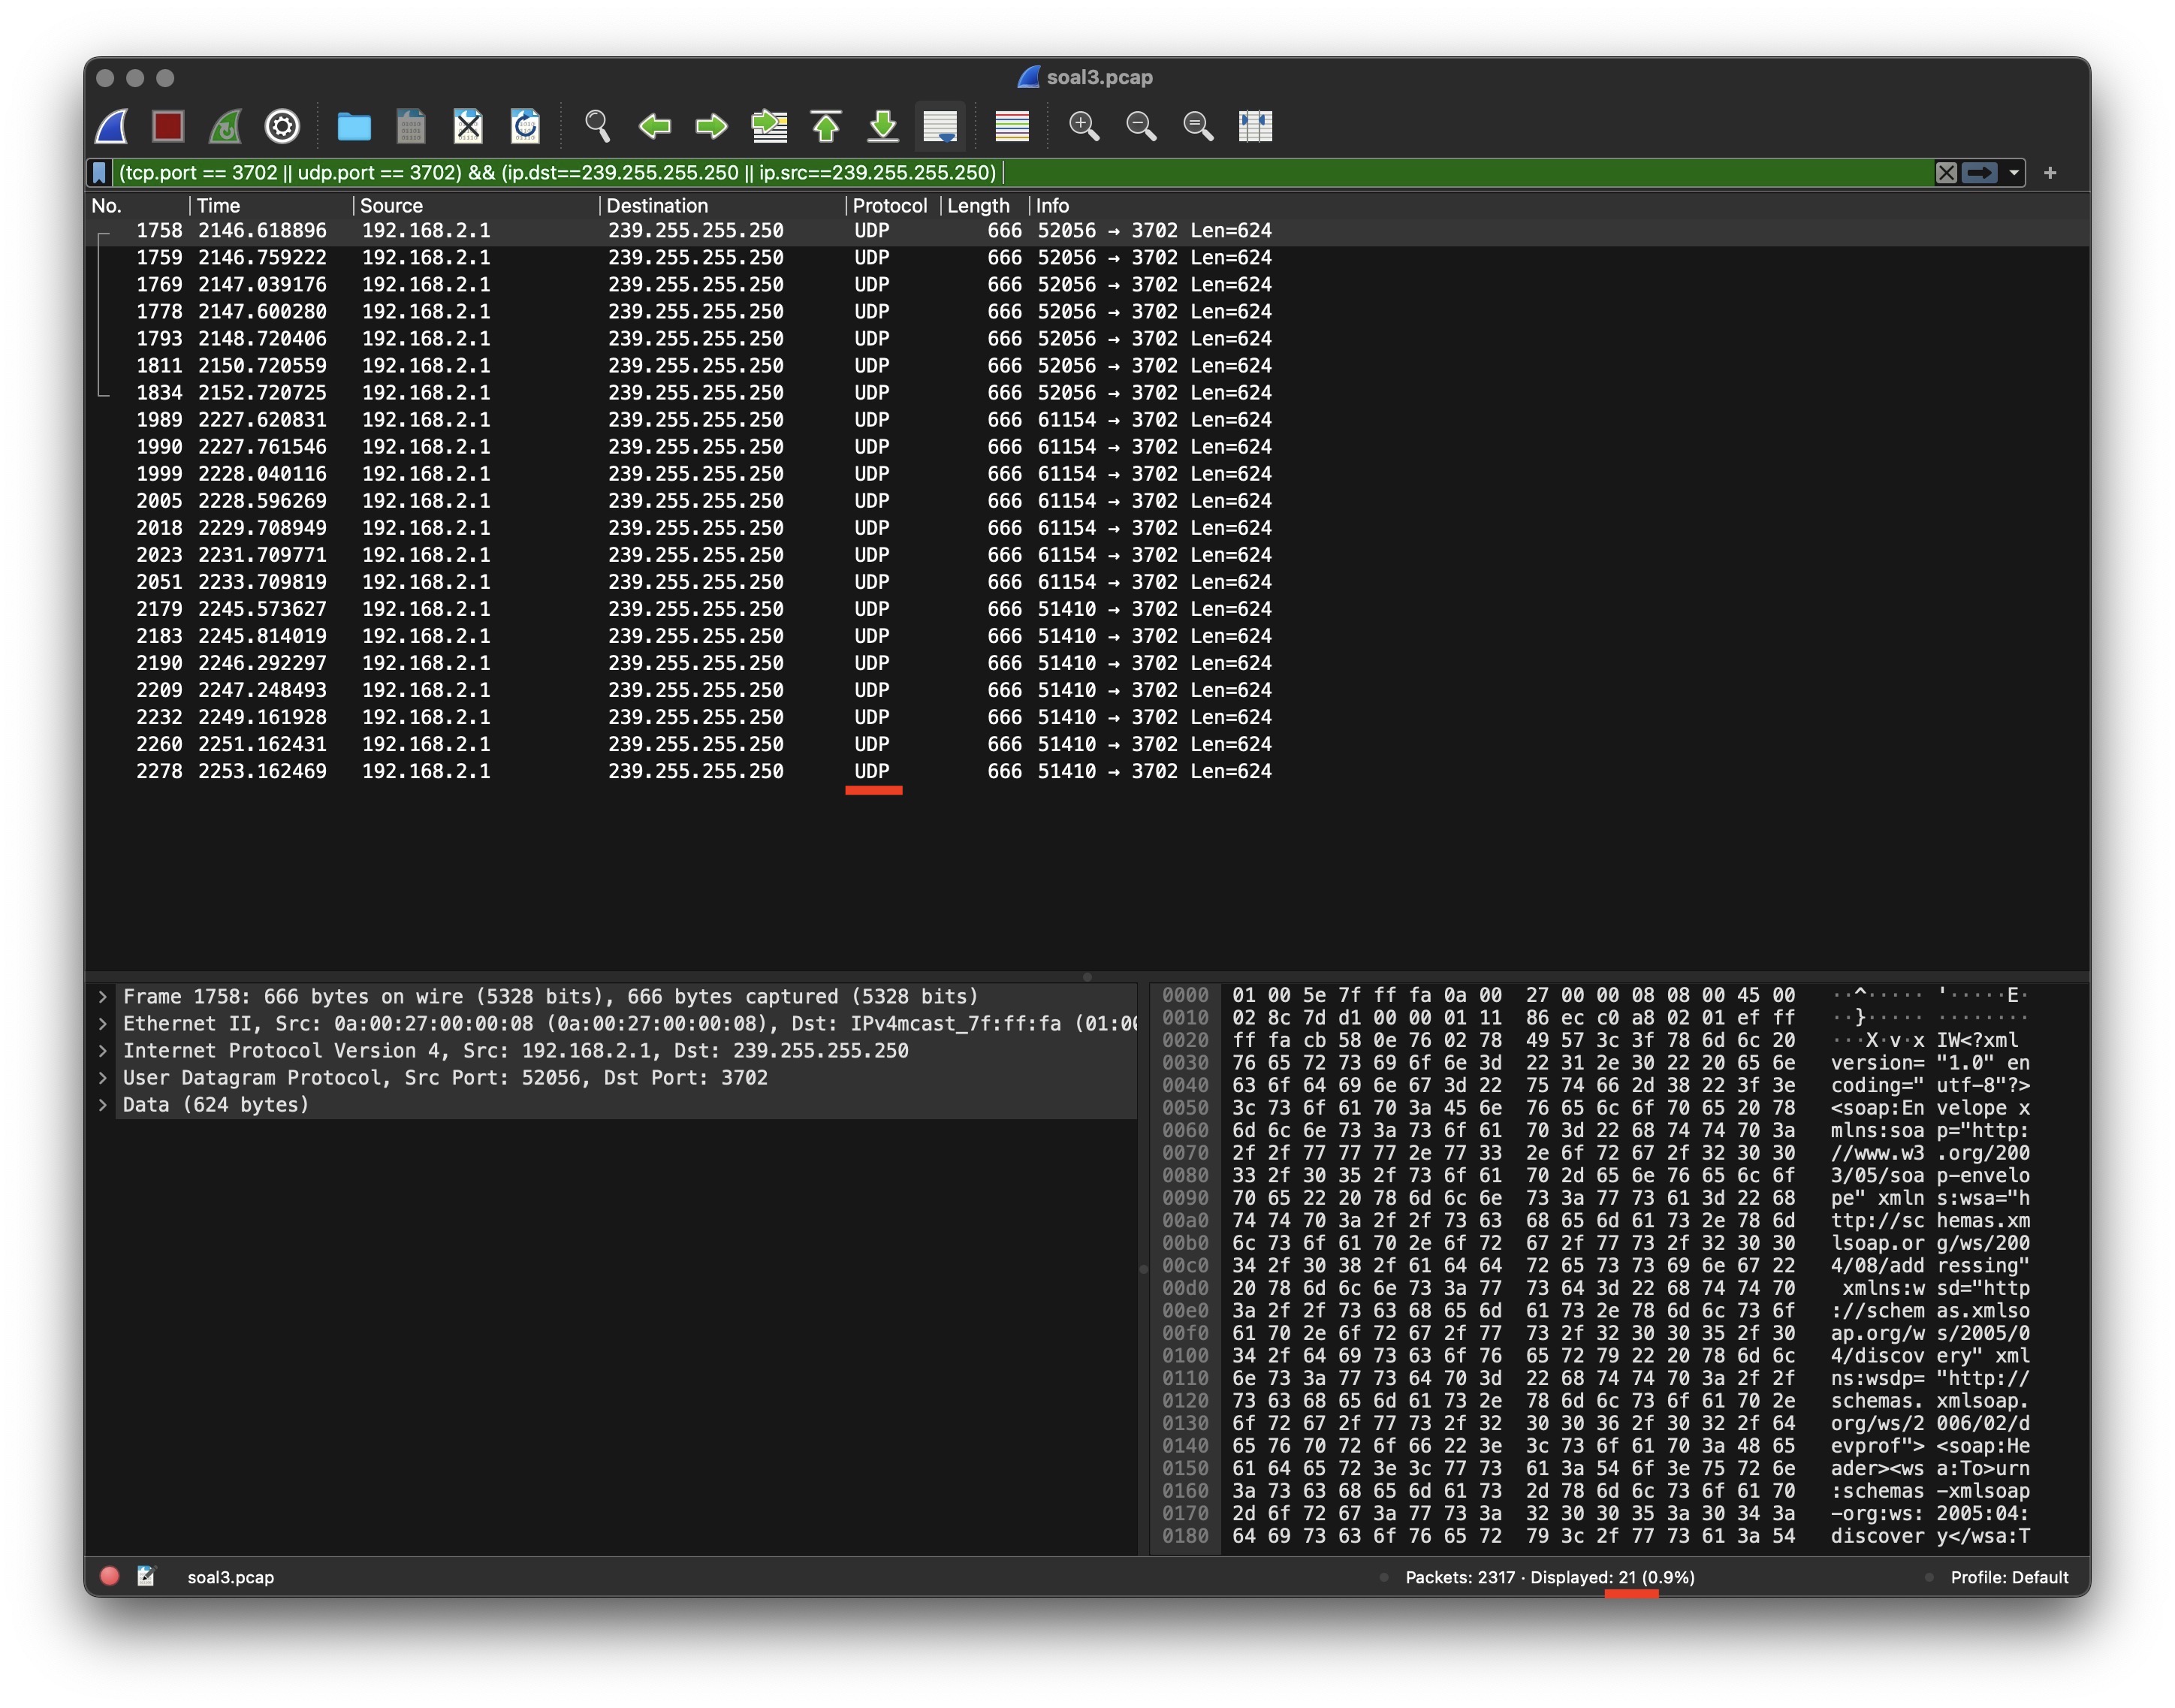 soal3.pcap
(tcp.port == 3702 || udp.port == 3702) && (ip.dst==239.255.255.250 || ip.src==239.255.255.250)
No. Time Source Destination Protocol Length Info
1758 2146.618896 192.168.2.1 239.255.255.250 UDP 666 52056 → 3702 Len=624
1759 2146.759222 192.168.2.1 239.255.255.250 UDP 666 52056 → 3702 Len=624
1769 2147.039176 192.168.2.1 239.255.255.250 UDP 666 52056 → 3702 Len=624
1778 2147.600280 192.168.2.1 239.255.255.250 UDP 666 52056 → 3702 Len=624
1793 2148.720406 192.168.2.1 239.255.255.250 UDP 666 52056 → 3702 Len=624
1811 2150.720559 192.168.2.1 239.255.255.250 UDP 666 52056 → 3702 Len=624
1834 2152.720725 192.168.2.1 239.255.255.250 UDP 666 52056 → 3702 Len=624
1989 2227.620831 192.168.2.1 239.255.255.250 UDP 666 61154 → 3702 Len=624
1990 2227.761546 192.168.2.1 239.255.255.250 UDP 666 61154 → 3702 Len=624
1999 2228.040116 192.168.2.1 239.255.255.250 UDP 666 61154 → 3702 Len=624
2005 2228.596269 192.168.2.1 239.255.255.250 UDP 666 61154 → 3702 Len=624
2018 2229.708949 192.168.2.1 239.255.255.250 UDP 666 61154 → 3702 Len=624
2023 2231.709771 192.168.2.1 239.255.255.250 UDP 666 61154 → 3702 Len=624
2051 2233.709819 192.168.2.1 239.255.255.250 UDP 666 61154 → 3702 Len=624
2179 2245.573627 192.168.2.1 239.255.255.250 UDP 666 51410 → 3702 Len=624
2183 2245.814019 192.168.2.1 239.255.255.250 UDP 666 51410 → 3702 Len=624
2190 2246.292297 192.168.2.1 239.255.255.250 UDP 666 51410 → 3702 Len=624
2209 2247.248493 192.168.2.1 239.255.255.250 UDP 666 51410 → 3702 Len=624
2232 2249.161928 192.168.2.1 239.255.255.250 UDP 666 51410 → 3702 Len=624
2260 2251.162431 192.168.2.1 239.255.255.250 UDP 666 51410 → 3702 Len=624
2278 2253.162469 192.168.2.1 239.255.255.250 UDP 666 51410 → 3702 Len=624
Frame 1758: 666 bytes on wire (5328 bits), 666 bytes captured (5328 bits)
Ethernet II, Src: 0a:00:27:00:00:08 (0a:00:27:00:00:08), Dst: IPv4mcast_7f:ff:fa (01:00
Internet Protocol Version 4, Src: 192.168.2.1, Dst: 239.255.255.250
User Datagram Protocol, Src Port: 52056, Dst Port: 3702
Data (624 bytes)
0000 01 00 5e 7f ff fa 0a 00 27 00 00 08 08 00 45 00 ··^····· '·····E·
0010 02 8c 7d d1 00 00 01 11 86 ec c0 a8 02 01 ef ff ··}····· ········
0020 ff fa cb 58 0e 76 02 78 49 57 3c 3f 78 6d 6c 20 ···X·v·x IW<?xml
0030 76 65 72 73 69 6f 6e 3d 22 31 2e 30 22 20 65 6e version= "1.0" en
0040 63 6f 64 69 6e 67 3d 22 75 74 66 2d 38 22 3f 3e coding=" utf-8"?>
0050 3c 73 6f 61 70 3a 45 6e 76 65 6c 6f 70 65 20 78 <soap:En velope x
0060 6d 6c 6e 73 3a 73 6f 61 70 3d 22 68 74 74 70 3a mlns:soa p="http:
0070 2f 2f 77 77 77 2e 77 33 2e 6f 72 67 2f 32 30 30 //www.w3 .org/200
0080 33 2f 30 35 2f 73 6f 61 70 2d 65 6e 76 65 6c 6f 3/05/soa p-envelo
0090 70 65 22 20 78 6d 6c 6e 73 3a 77 73 61 3d 22 68 pe" xmln s:wsa="h
00a0 74 74 70 3a 2f 2f 73 63 68 65 6d 61 73 2e 78 6d ttp://sc hemas.xm
00b0 6c 73 6f 61 70 2e 6f 72 67 2f 77 73 2f 32 30 30 lsoap.or g/ws/200
00c0 34 2f 30 38 2f 61 64 64 72 65 73 73 69 6e 67 22 4/08/add ressing"
00d0 20 78 6d 6c 6e 73 3a 77 73 64 3d 22 68 74 74 70 xmlns:w sd="http
00e0 3a 2f 2f 73 63 68 65 6d 61 73 2e 78 6d 6c 73 6f ://schem as.xmlso
00f0 61 70 2e 6f 72 67 2f 77 73 2f 32 30 30 35 2f 30 ap.org/w s/2005/0
0100 34 2f 64 69 73 63 6f 76 65 72 79 22 20 78 6d 6c 4/discov ery" xml
0110 6e 73 3a 77 73 64 70 3d 22 68 74 74 70 3a 2f 2f ns:wsdp= "http://
0120 73 63 68 65 6d 61 73 2e 78 6d 6c 73 6f 61 70 2e schemas. xmlsoap.
0130 6f 72 67 2f 77 73 2f 32 30 30 36 2f 30 32 2f 64 org/ws/2 006/02/d
0140 65 76 70 72 6f 66 22 3e 3c 73 6f 61 70 3a 48 65 evprof"> <soap:He
0150 61 64 65 72 3e 3c 77 73 61 3a 54 6f 3e 75 72 6e ader><ws a:To>urn
0160 3a 73 63 68 65 6d 61 73 2d 78 6d 6c 73 6f 61 70 :schemas -xmlsoap
0170 2d 6f 72 67 3a 77 73 3a 32 30 30 35 3a 30 34 3a -org:ws: 2005:04:
0180 64 69 73 63 6f 76 65 72 79 3c 2f 77 73 61 3a 54 discover y</wsa:T
soal3.pcap Packets: 2317 · Displayed: 21 (0.9%) Profile: Default